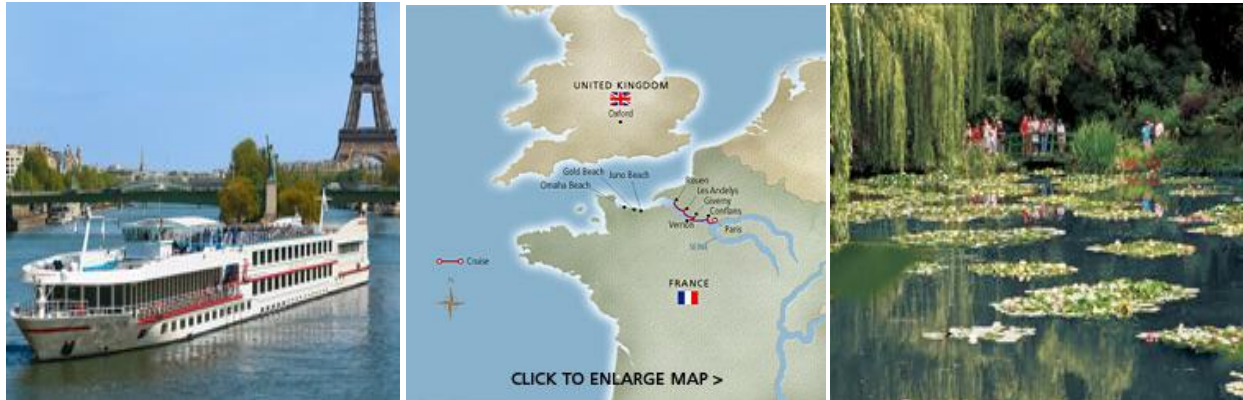 UNITED KINGDOM
Oxford
Gold Beach
Juno Beach
Omaha Beach
Rouen
Les Andelys
Giverny
Conflans
Vernon
Paris
SEINE
Cruise
N
FRANCE
CLICK TO ENLARGE MAP >